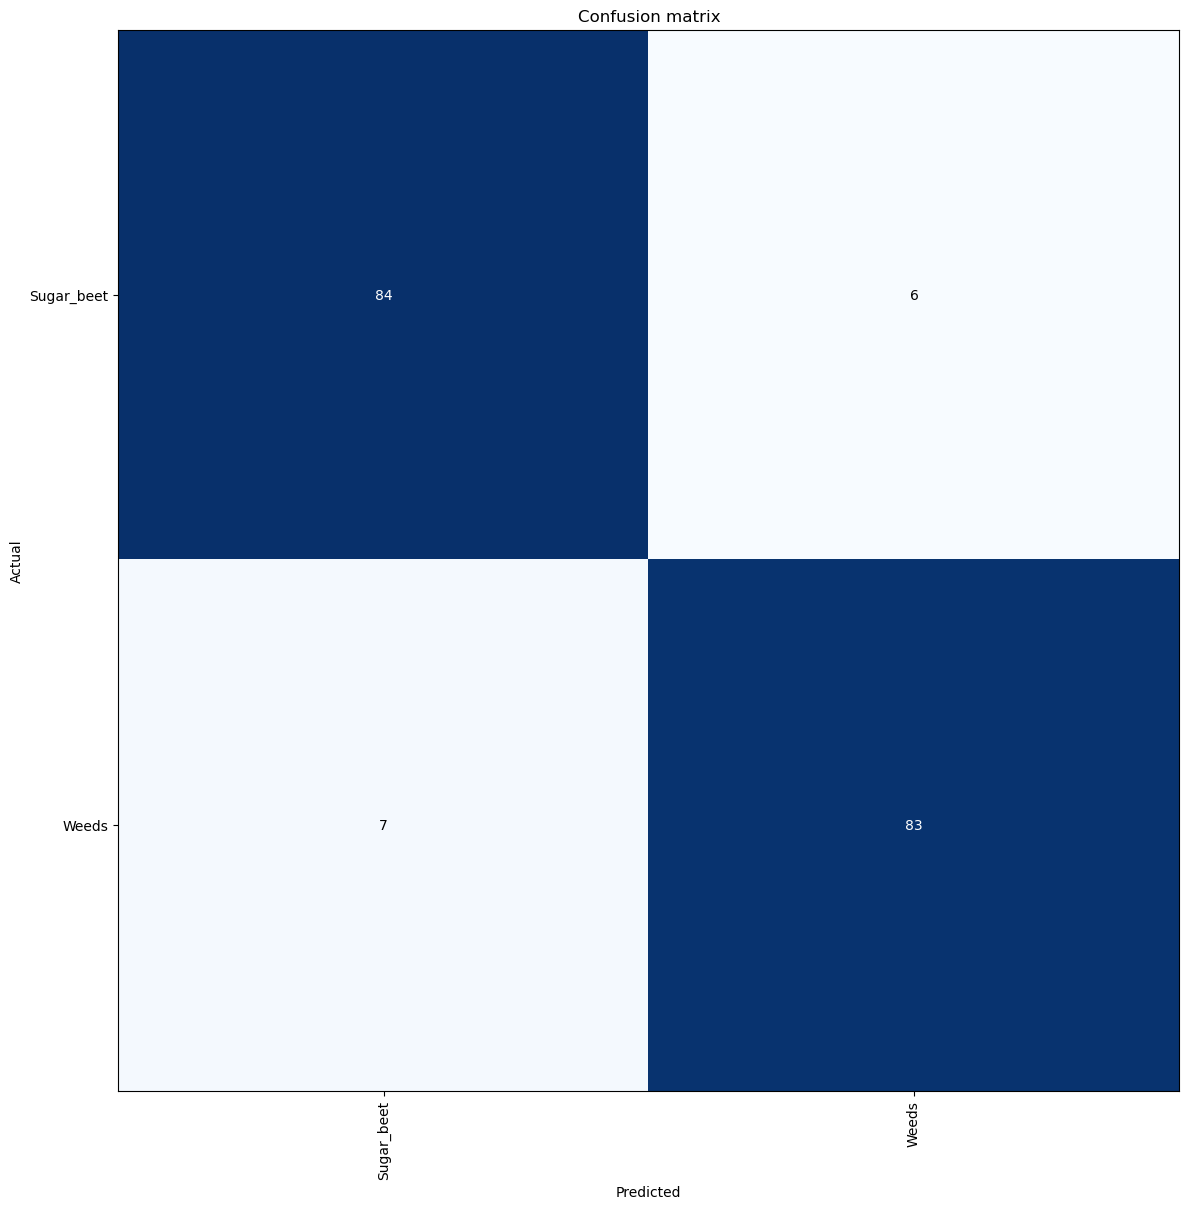 Confusion matrix
Actual
Sugar_beet
84
6
Weeds
7
83
Sugar_beet
Weeds
Predicted